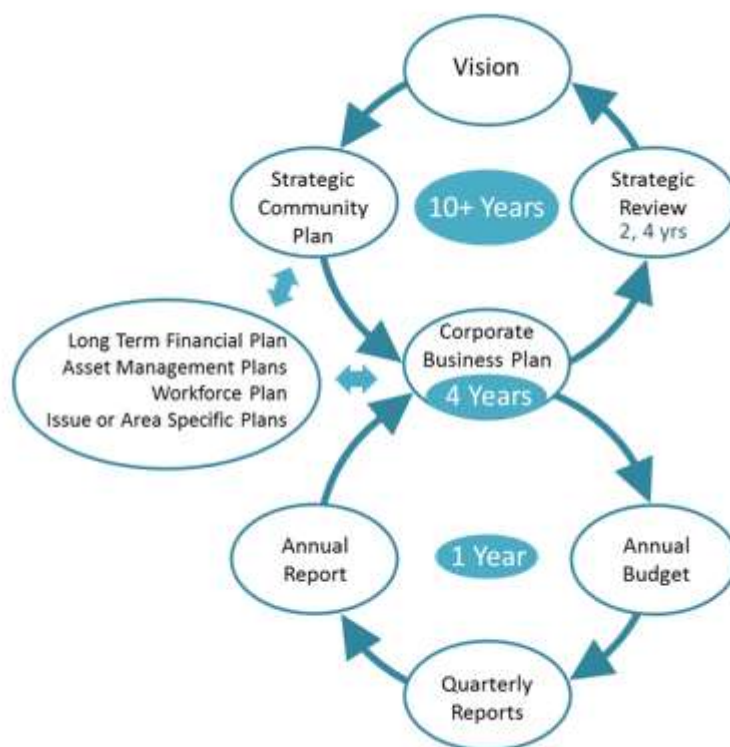 Vision
Strategic
Community
Plan
10+ Years
Strategic
Review
2, 4 yrs
Long Term Financial Plan
Asset Management Plans
Workforce Plan
Issue or Area Specific Plans
Corporate
Business Plan
4 Years
Annual
Report
1 Year
Annual
Budget
Quarterly
Reports